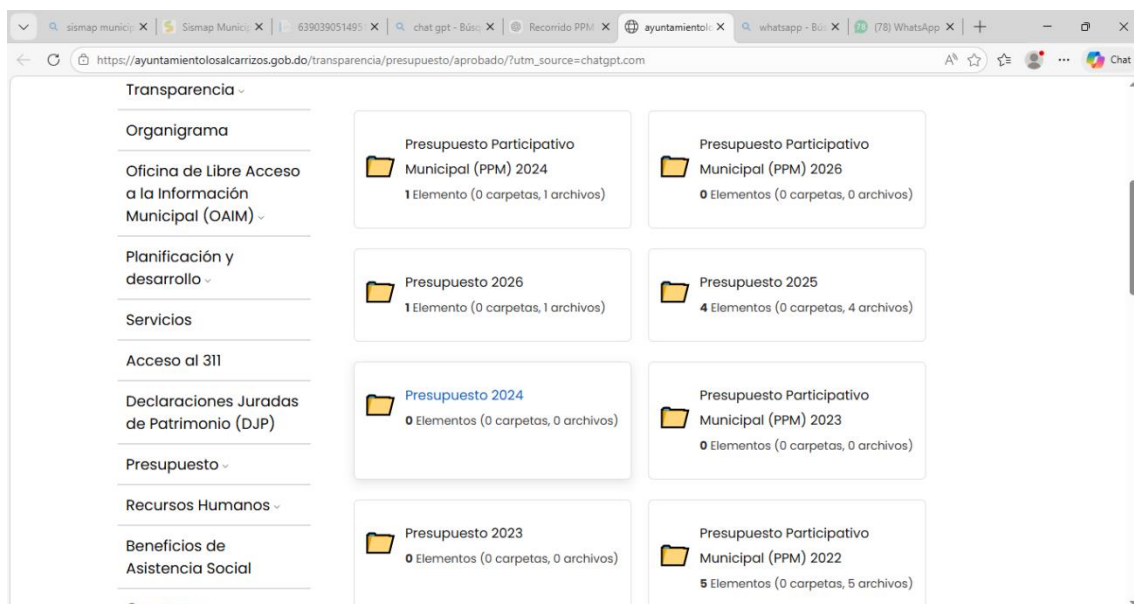 sismap municip
Sismap Municip
639039051495
chat gpt - Búsq
Recorrido PPM
ayuntamientolo
whatsapp - Bús
(78) WhatsApp
https://ayuntamientolosalcarrizos.gob.do/transparencia/presupuesto/aprobado/?utm_source=chatgpt.com
Chat
Transparencia
Organigrama
Oficina de Libre Acceso
a la Información
Municipal (OAIM)
Planificación y
desarrollo
Servicios
Acceso al 311
Declaraciones Juradas
de Patrimonio (DJP)
Presupuesto
Recursos Humanos
Beneficios de
Asistencia Social
Presupuesto Participativo
Municipal (PPM) 2024
1 Elemento (0 carpetas, 1 archivos)
Presupuesto Participativo
Municipal (PPM) 2026
0 Elementos (0 carpetas, 0 archivos)
Presupuesto 2026
1 Elemento (0 carpetas, 1 archivos)
Presupuesto 2025
4 Elementos (0 carpetas, 4 archivos)
Presupuesto 2024
0 Elementos (0 carpetas, 0 archivos)
Presupuesto Participativo
Municipal (PPM) 2023
0 Elementos (0 carpetas, 0 archivos)
Presupuesto 2023
0 Elementos (0 carpetas, 0 archivos)
Presupuesto Participativo
Municipal (PPM) 2022
5 Elementos (0 carpetas, 5 archivos)